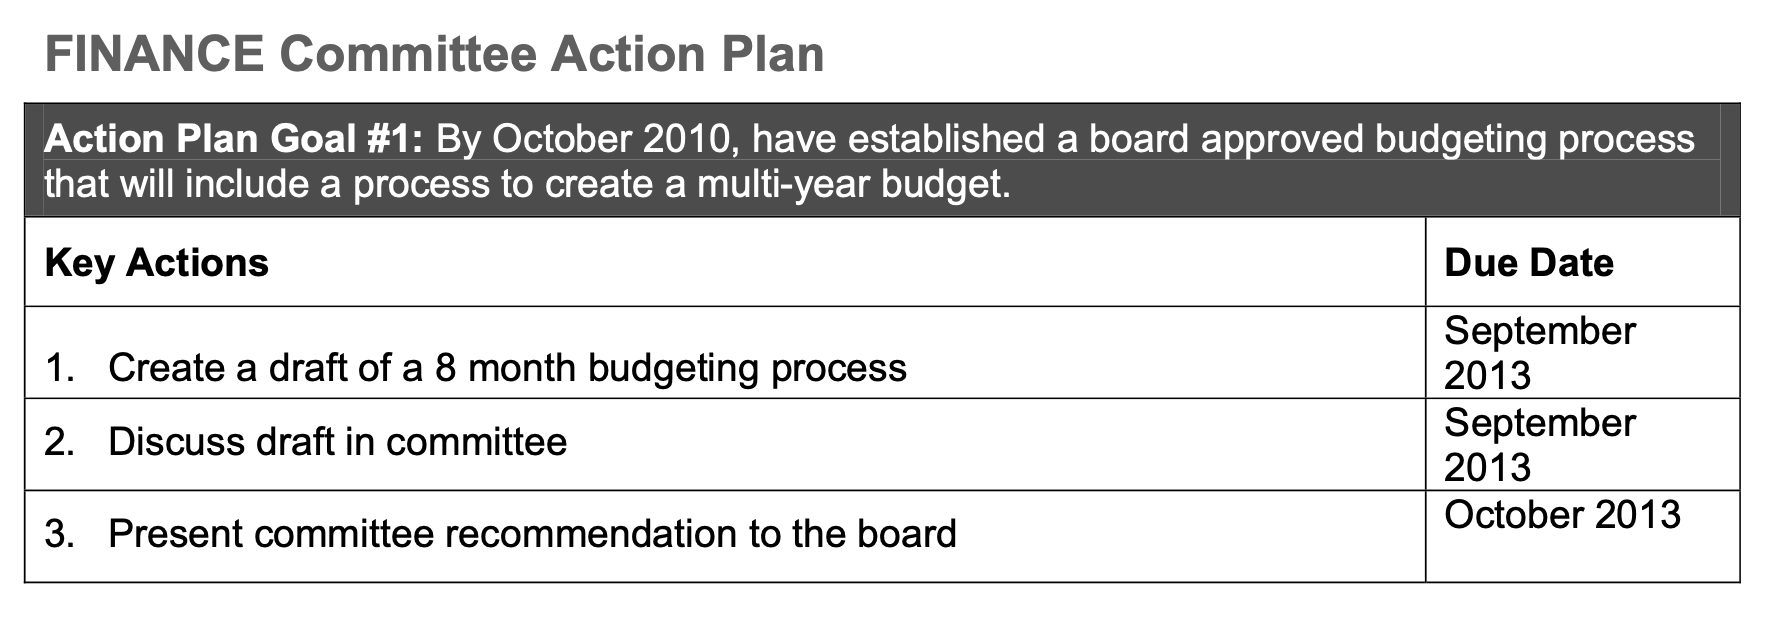 FINANCE Committee Action Plan
Action Plan Goal #1: By October 2010, have established a board approved budgeting process
that will include a process to create a multi-year budget.
Key Actions
Due Date
1. Create a draft of a 8 month budgeting process
September
2013
2. Discuss draft in committee
September
2013
3. Present committee recommendation to the board
October 2013